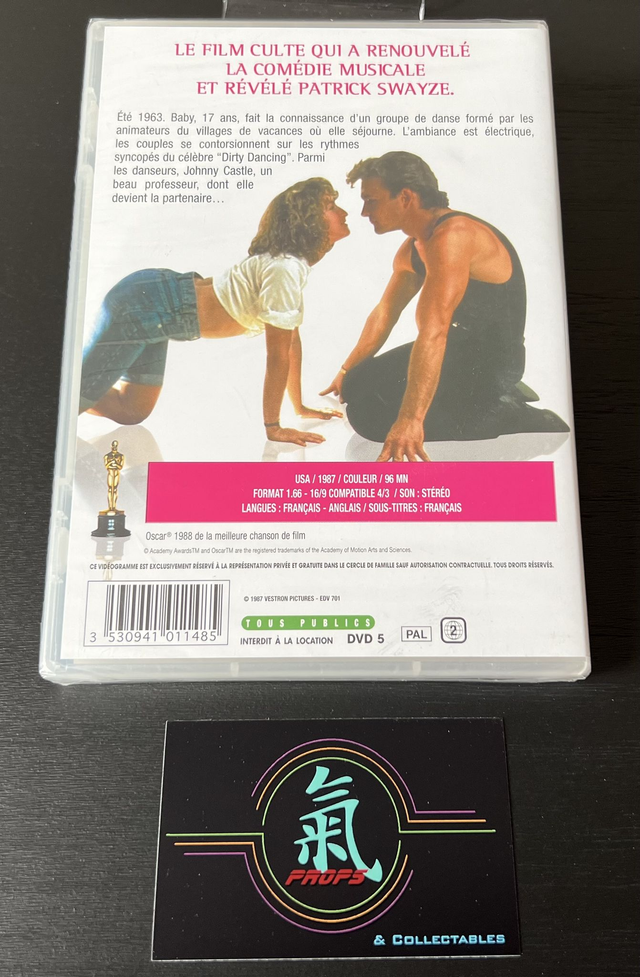 LE FILM CULTE QUI A RENOUVELÉ
LA COMÉDIE MUSICALE
ET RÉVÉLÉ PATRICK SWAYZE.
Été 1963. Baby, 17 ans, fait la connaissance d'un groupe de danse formé par les
animateurs du villages de vacances où elle séjourne. L'ambiance est électrique,
les couples se contorsionnent sur les rythmes
syncopés du célèbre "Dirty Dancing". Parmi
les danseurs, Johnny Castle, un
beau professeur, dont elle
devient la partenaire...
USA / 1987 / COULEUR / 96 MN
FORMAT 1.66 - 16/9 COMPATIBLE 4/3 / SON : STÉRÉO
LANGUES : FRANÇAIS - ANGLAIS / SOUS-TITRES : FRANÇAIS
Oscar® 1988 de la meilleure chanson de film
© Academy AwardsTM and OscarTM are the registered trademarks of the Academy of Motion Arts and Sciences.
CE VIDÉOGRAMME EST EXCLUSIVEMENT RÉSERVÉ À LA REPRÉSENTATION PRIVÉE ET GRATUITE DANS LE CERCLE DE FAMILLE SAUF AUTORISATION CONTRACTUELLE. TOUS DROITS RÉSERVÉS.
© 1987 VESTRON PICTURES - EDV 701
TOUS PUBLICS
INTERDIT À LA LOCATION DVD 5 PAL 2
3 530941 011485
氣
PROPS
& COLLECTABLES